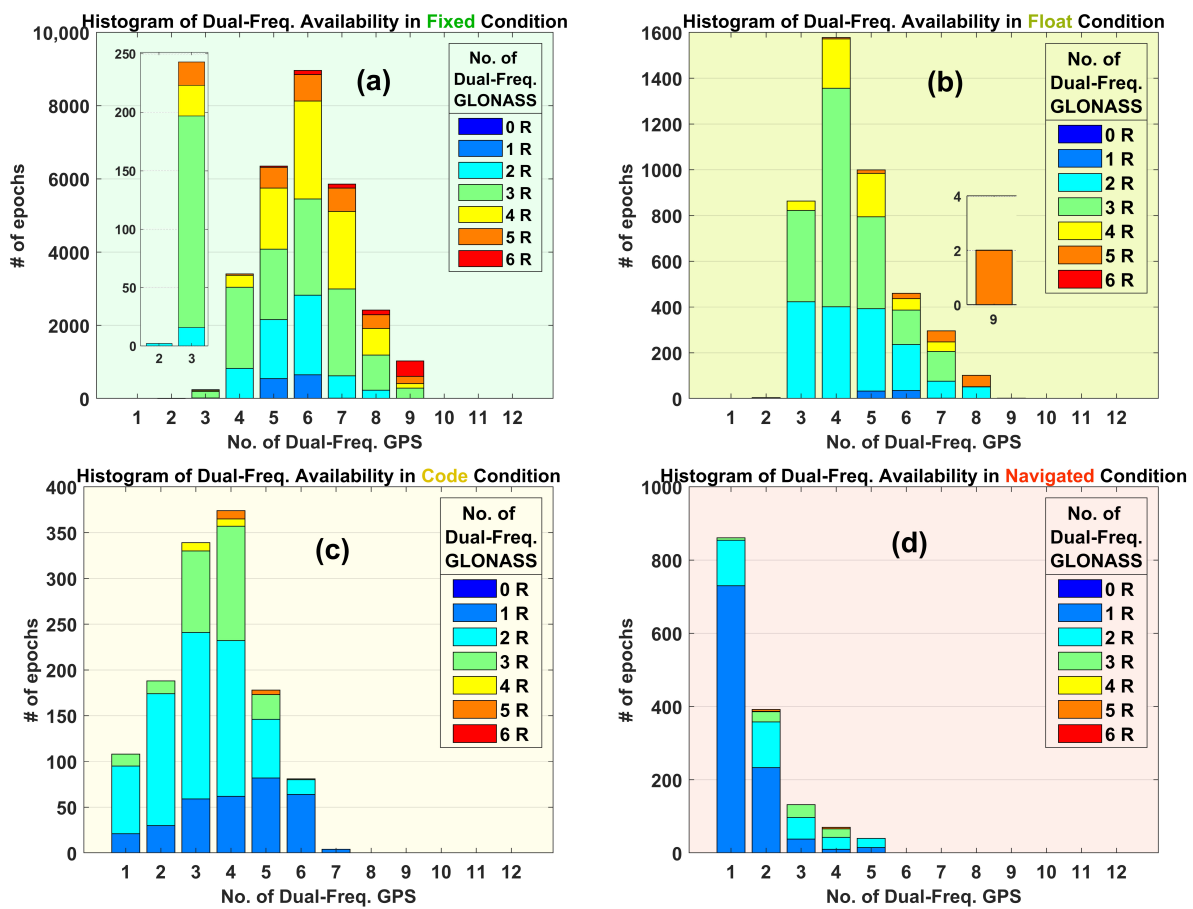 Histogram of Dual-Freq. Availability in Fixed Condition
10,000
8000
6000
4000
2000
0
# of epochs
250
200
150
100
50
0
2 3
(a)
No. of
Dual-Freq.
GLONASS
0 R
1 R
2 R
3 R
4 R
5 R
6 R
1 2 3 4 5 6 7 8 9 10 11 12
No. of Dual-Freq. GPS
Histogram of Dual-Freq. Availability in Float Condition
1600
1400
1200
1000
800
600
400
200
0
# of epochs
(b)
4
2
0
9
No. of
Dual-Freq.
GLONASS
0 R
1 R
2 R
3 R
4 R
5 R
6 R
1 2 3 4 5 6 7 8 9 10 11 12
No. of Dual-Freq. GPS
Histogram of Dual-Freq. Availability in Code Condition
400
350
300
250
200
150
100
50
0
# of epochs
(c)
No. of
Dual-Freq.
GLONASS
0 R
1 R
2 R
3 R
4 R
5 R
6 R
1 2 3 4 5 6 7 8 9 10 11 12
No. of Dual-Freq. GPS
Histogram of Dual-Freq. Availability in Navigated Condition
1000
800
600
400
200
0
# of epochs
(d)
No. of
Dual-Freq.
GLONASS
0 R
1 R
2 R
3 R
4 R
5 R
6 R
1 2 3 4 5 6 7 8 9 10 11 12
No. of Dual-Freq. GPS